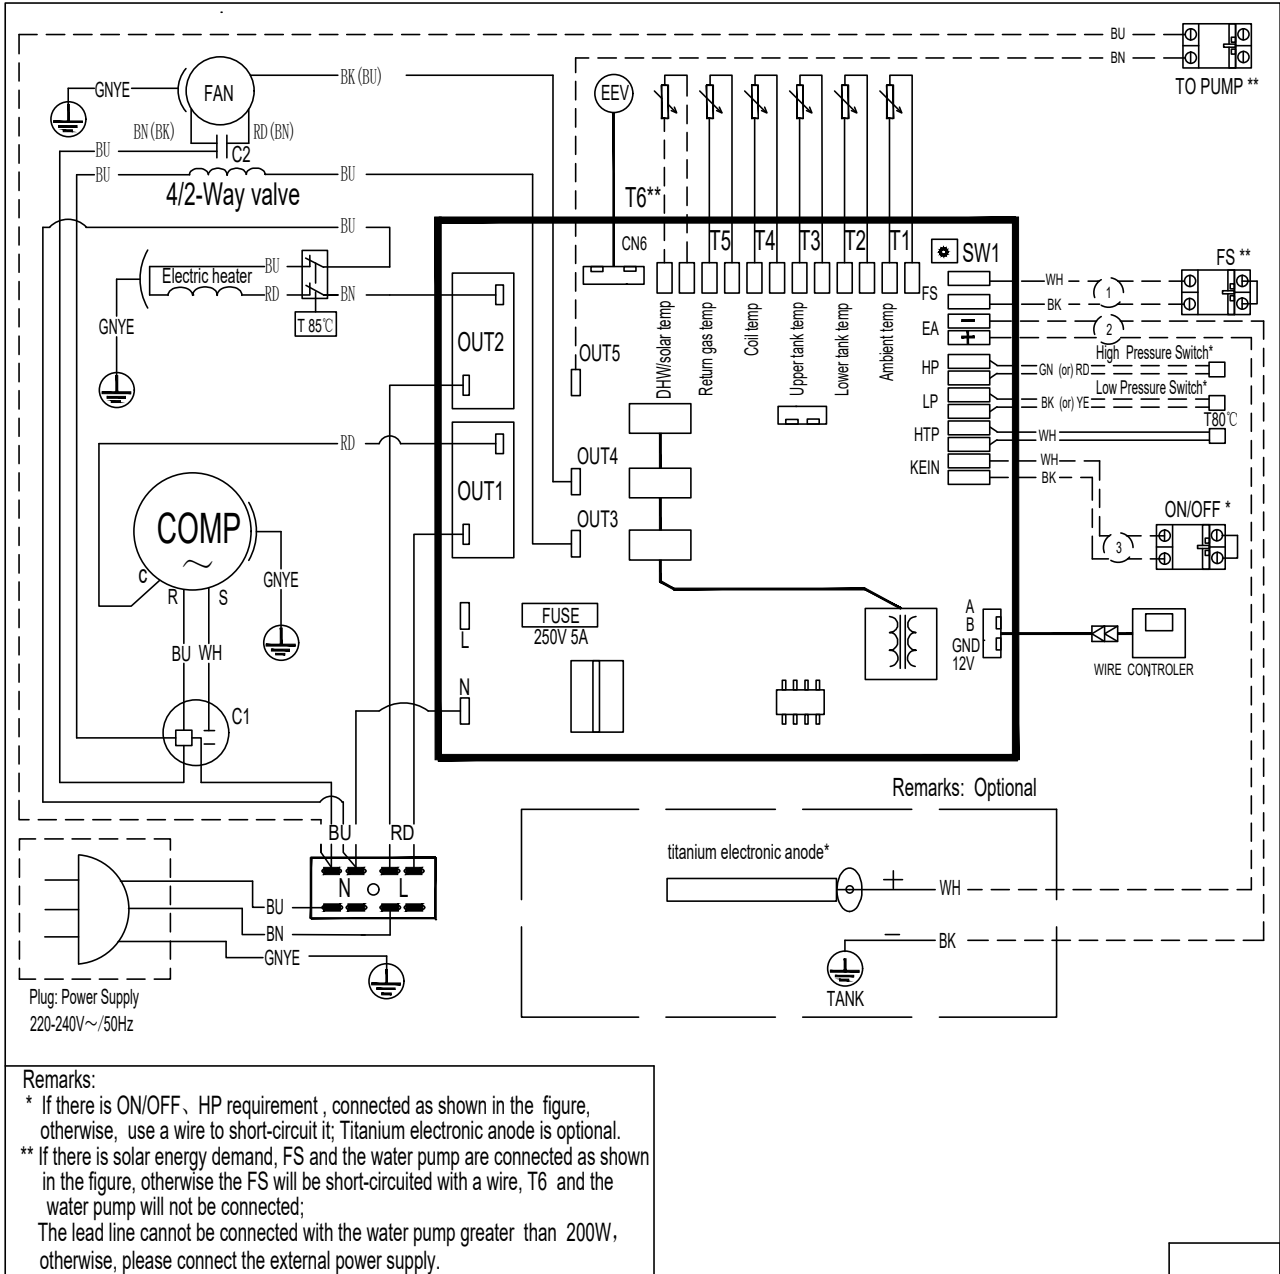 BU
BN
TO PUMP **
GNYE
FAN
BK(BU)
EEV
BN(BK)
RD(BN)
BU
C2
BU
BU
4/2-Way valve
T6**
BU
CN6
T5
T4
T3
T2
T1
SW1
FS **
Electric heater
BU
RD
BN
T 85℃
GNYE
DHW/solar temp
Return gas temp
Coil temp
Upper tank temp
Lower tank temp
Ambient temp
FS
WH
1
BK
EA
−
+
2
OUT2
OUT5
HP
High Pressure Switch*
GN (or) RD
Low Pressure Switch*
LP
BK (or) YE
T80℃
HTP
WH
RD
OUT1
OUT4
KEIN
WH
BK
OUT3
ON/OFF *
3
COMP
～
C
R
S
GNYE
BU
WH
L
FUSE
250V 5A
A
B
GND
12V
WIRE CONTROLER
N
C1
Remarks: Optional
BU
RD
titanium electronic anode*
N
L
+
WH
BU
BN
GNYE
−
BK
TANK
Plug: Power Supply
220-240V～/50Hz
Remarks:
* If there is ON/OFF、HP requirement , connected as shown in the figure,
otherwise, use a wire to short-circuit it; Titanium electronic anode is optional.
** If there is solar energy demand, FS and the water pump are connected as shown
in the figure, otherwise the FS will be short-circuited with a wire, T6 and the
water pump will not be connected;
The lead line cannot be connected with the water pump greater than 200W,
otherwise, please connect the external power supply.